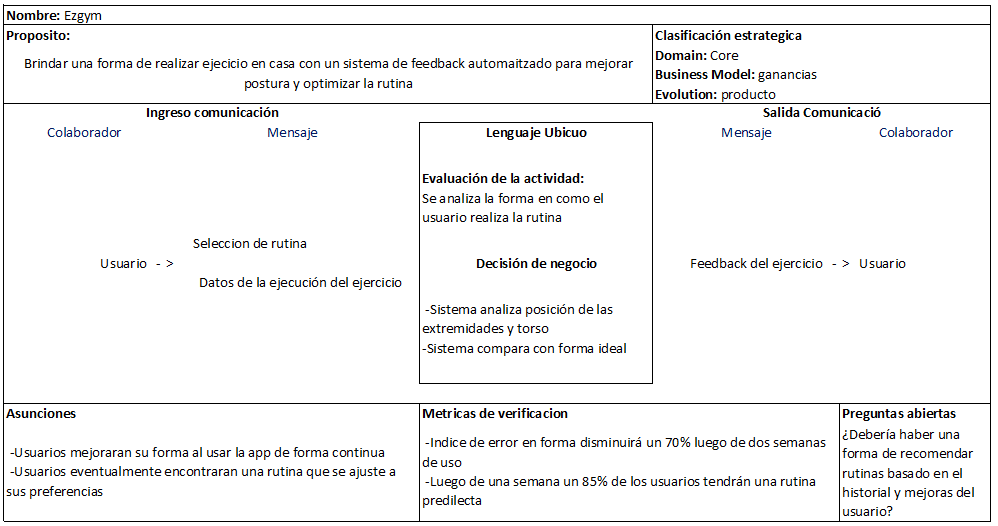 Nombre: Ezgym
Proposito:
Brindar una forma de realizar ejecicio en casa con un sistema de feedback automaitzado para mejorar
postura y optimizar la rutina
Clasificación estrategica
Domain: Core
Business Model: ganancias
Evolution: producto
Ingreso comunicación
Colaborador
Mensaje
Usuario - >
Seleccion de rutina
Datos de la ejecución del ejercicio
Lenguaje Ubicuo
Evaluación de la actividad:
Se analiza la forma en como el
usuario realiza la rutina
Decisión de negocio
-Sistema analiza posición de las
extremidades y torso
-Sistema compara con forma ideal
Salida Comunicació
Mensaje
Colaborador
Feedback del ejercicio - > Usuario
Asunciones
-Usuarios mejoraran su forma al usar la app de forma continua
-Usuarios eventualmente encontraran una rutina que se ajuste a
sus preferencias
Metricas de verificacion
-Indice de error en forma disminuirá un 70% luego de dos semanas
de uso
-Luego de una semana un 85% de los usuarios tendrán una rutina
predilecta
Preguntas abiertas
¿Debería haber una
forma de recomendar
rutinas basado en el
historial y mejoras del
usuario?